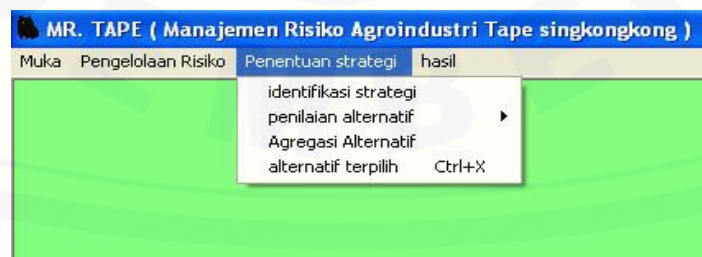 MR. TAPE ( Manajemen Risiko Agroindustri Tape singkongkong )
Muka Pengelolaan Risiko Penentuan strategi hasil
identifikasi strategi
penilaian alternatif
Agregasi Alternatif
alternatif terpilih Ctrl+X